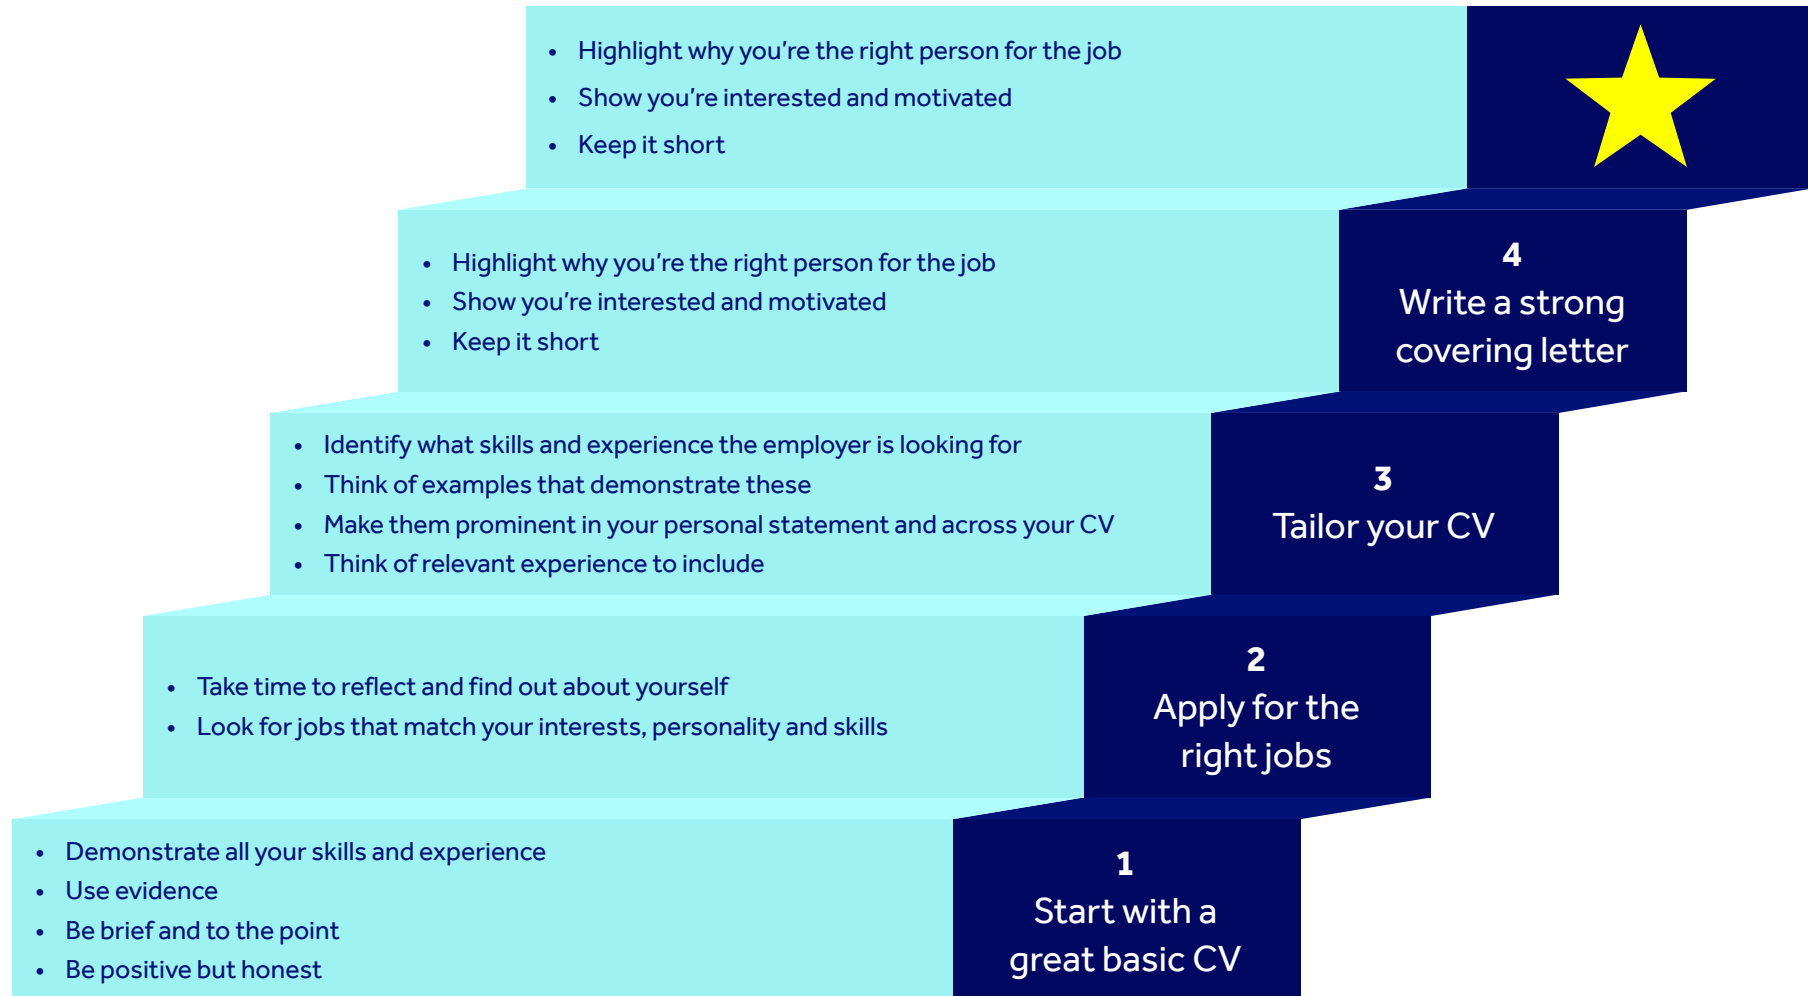 • Highlight why you're the right person for the job
• Show you're interested and motivated
• Keep it short
• Highlight why you're the right person for the job
• Show you're interested and motivated
• Keep it short
4
Write a strong
covering letter
• Identify what skills and experience the employer is looking for
• Think of examples that demonstrate these
• Make them prominent in your personal statement and across your CV
• Think of relevant experience to include
3
Tailor your CV
• Take time to reflect and find out about yourself
• Look for jobs that match your interests, personality and skills
2
Apply for the
right jobs
• Demonstrate all your skills and experience
• Use evidence
• Be brief and to the point
• Be positive but honest
1
Start with a
great basic CV